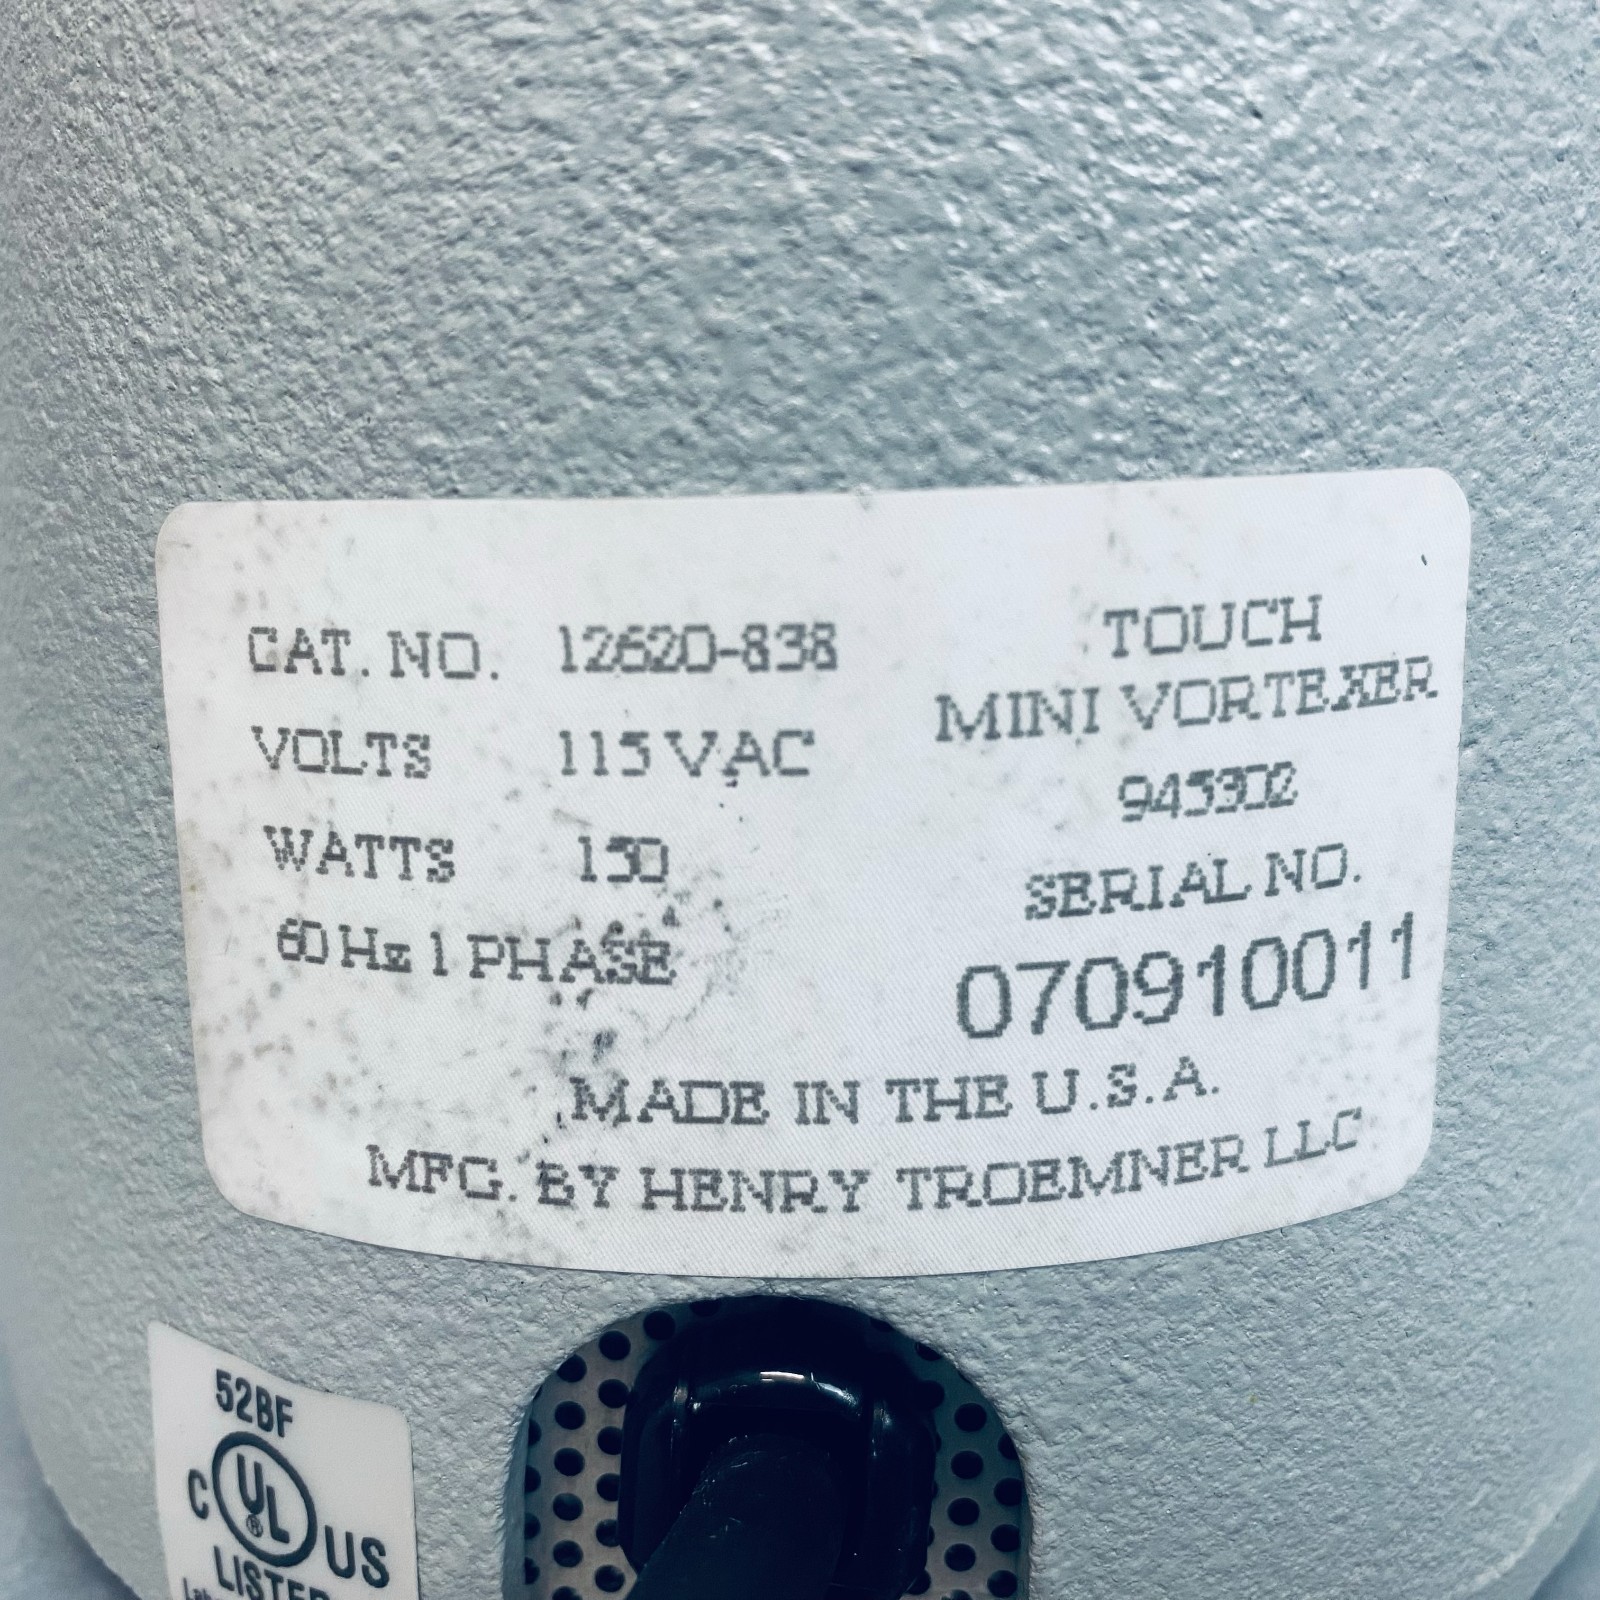 CAT. NO. 12620-838
VOLTS 115 VAC
WATTS 150
60 Hz 1 PHASE
TOUCH
MINI VORTEXER
945302
SERIAL NO.
070910011
MADE IN THE U.S.A.
MFG. BY HENRY TROEMNER LLC
52BF
C UL ® US
LISTED